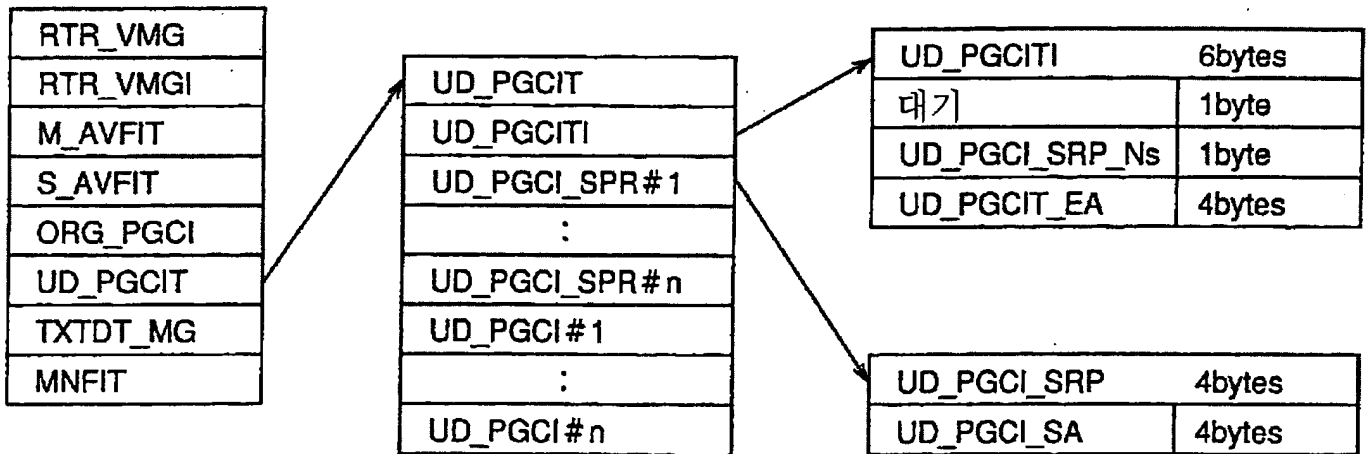 RTR_VMG
RTR_VMGI
M_AVFIT
S_AVFIT
ORG_PGCI
UD_PGCIT
TXTDT_MG
MNFIT
UD_PGCIT
UD_PGCITI
UD_PGCI_SPR#1
:
UD_PGCI_SPR#n
UD_PGCI#1
:
UD_PGCI#n
UD_PGCITI 6bytes
대기 1byte
UD_PGCI_SRP_Ns 1byte
UD_PGCIT_EA 4bytes
UD_PGCI_SRP 4bytes
UD_PGCI_SA 4bytes